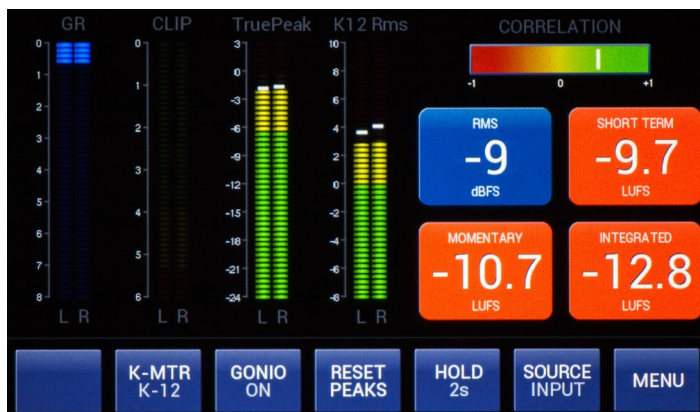 GR CLIP TruePeak K12 Rms CORRELATION
0 0 3 10
1 1 0 8
2 2 -3 6
3 3 -6 4
4 4 -9 2
5 5 -12 0
6 6 -15 -2
7 -18 -4
8 -21 -6
-24 -8
L R L R L R L R
-1 0 +1
RMS
-9
dBFS
SHORT TERM
-9.7
LUFS
MOMENTARY
-10.7
LUFS
INTEGRATED
-12.8
LUFS
K-MTR
K-12
GONIO
ON
RESET
PEAKS
HOLD
2s
SOURCE
INPUT
MENU